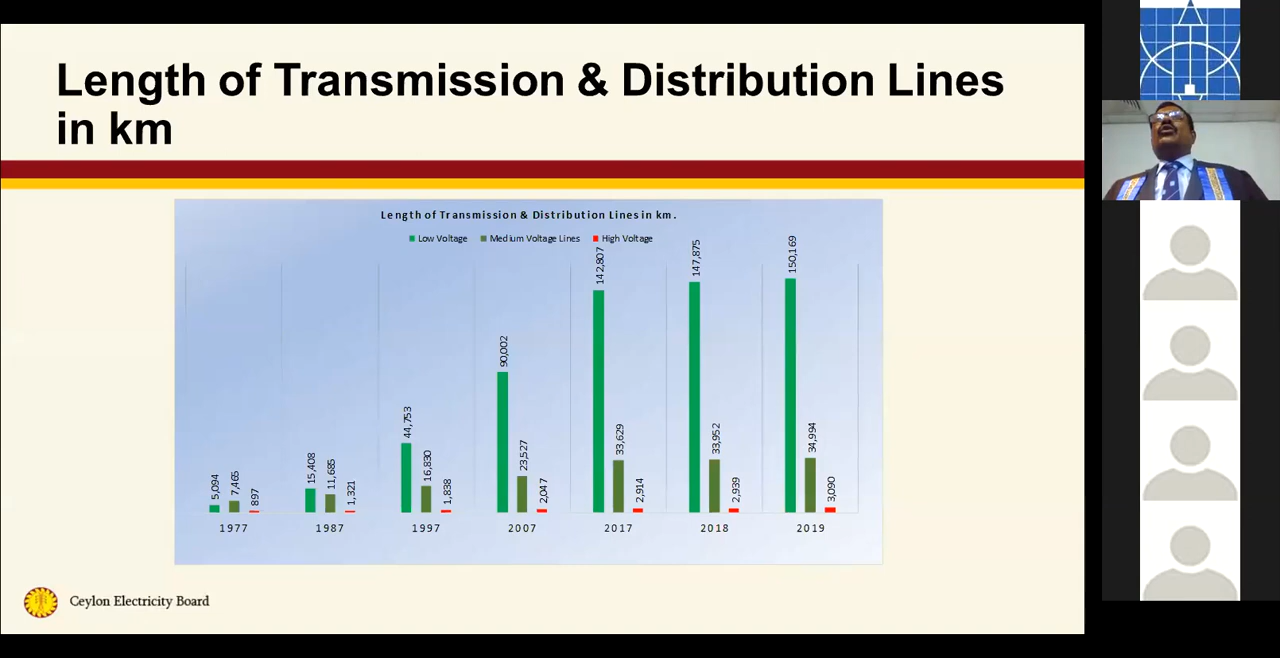 Length of Transmission & Distribution Lines
in km
Length of Transmission & Distribution Lines in km.
Low Voltage Medium Voltage Lines High Voltage
5,094 7,465 897 15,408 11,685 1,321 44,753 16,830 1,838 90,002 23,527 2,047 142,807 33,629 2,914 147,875 33,952 2,939 150,169 34,994 3,090
1977 1987 1997 2007 2017 2018 2019
Ceylon Electricity Board